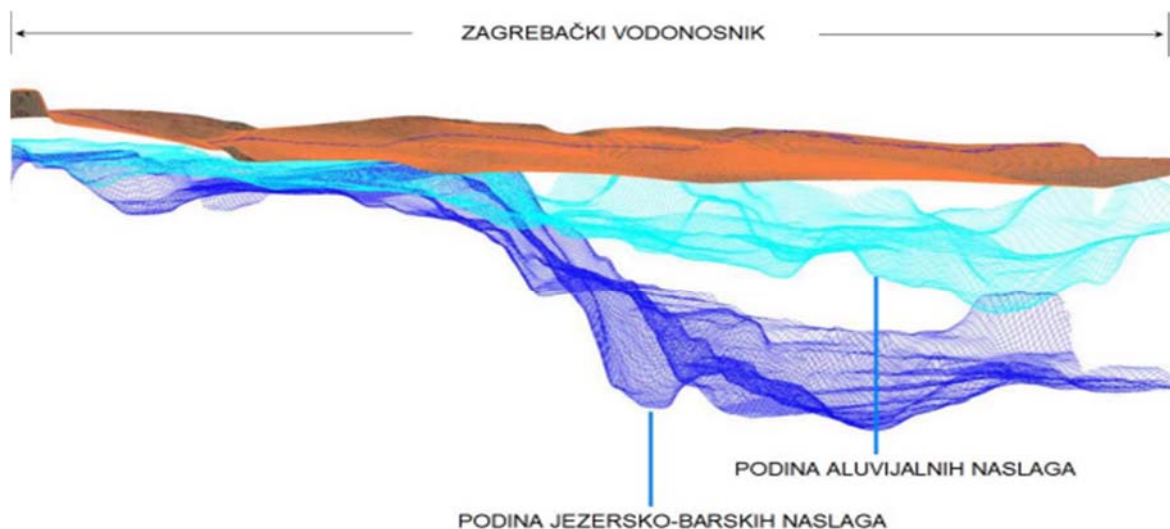 ZAGREBAČKI VODONOSNIK
PODINA ALUVIJALNIH NASLAGA
PODINA JEZERSKO-BARSKIH NASLAGA